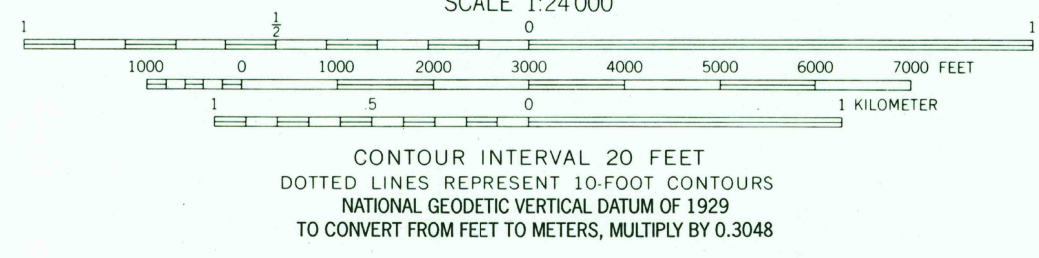 SCALE 1:24 000
1 ½ 0 1
1000 0 1000 2000 3000 4000 5000 6000 7000 FEET
1 .5 0 1 KILOMETER
CONTOUR INTERVAL 20 FEET
DOTTED LINES REPRESENT 10-FOOT CONTOURS
NATIONAL GEODETIC VERTICAL DATUM OF 1929
TO CONVERT FROM FEET TO METERS, MULTIPLY BY 0.3048